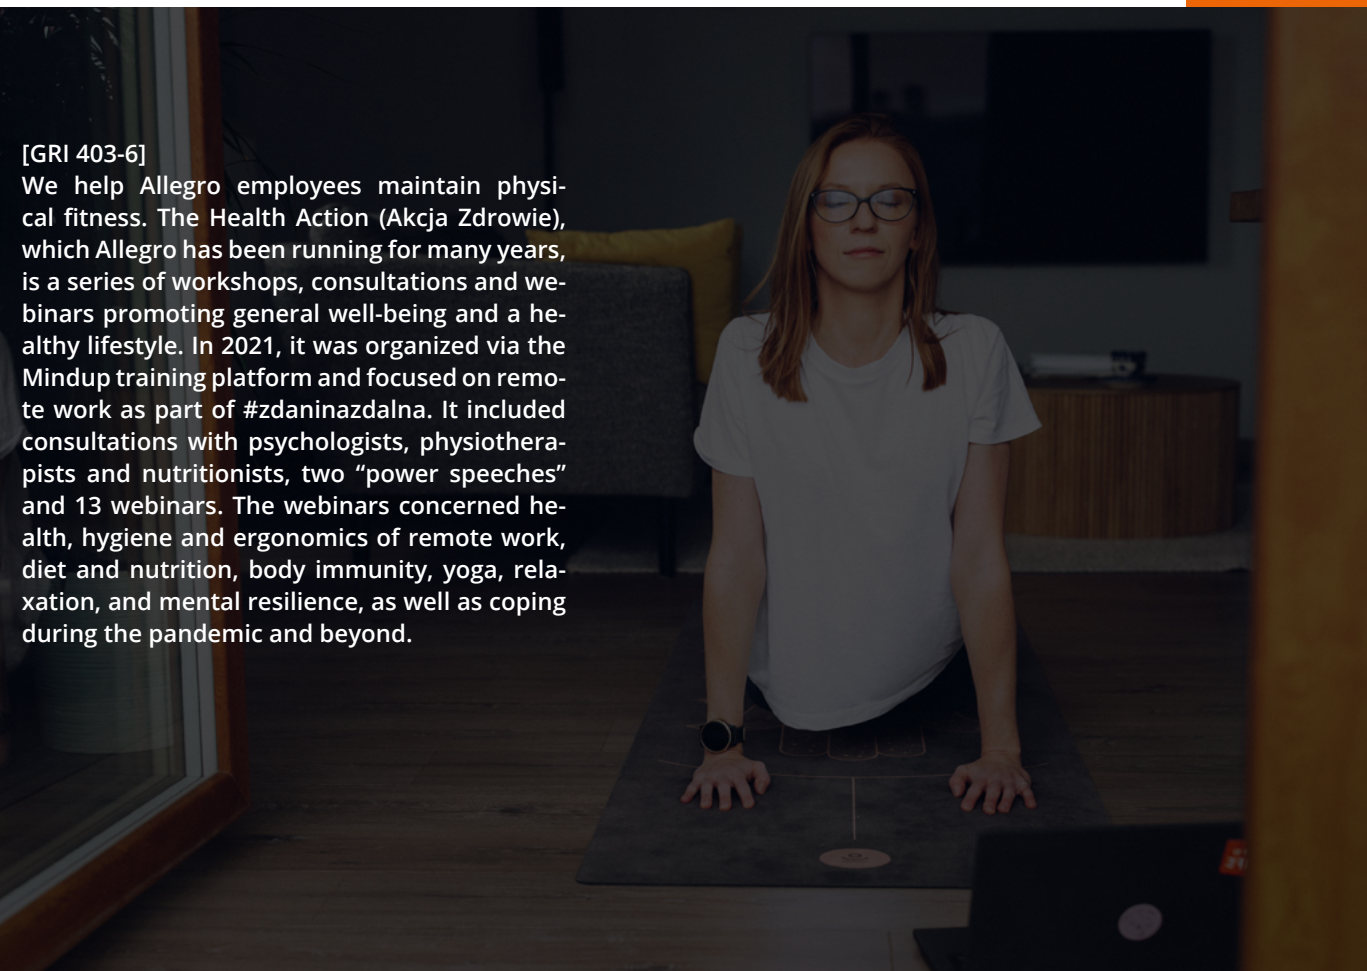 [GRI 403-6]
We help Allegro employees maintain physi-
cal fitness. The Health Action (Akcja Zdrowie),
which Allegro has been running for many years,
is a series of workshops, consultations and we-
binars promoting general well-being and a he-
althy lifestyle. In 2021, it was organized via the
Mindup training platform and focused on remo-
te work as part of #zdaninazdalna. It included
consultations with psychologists, physiothera-
pists and nutritionists, two “power speeches”
and 13 webinars. The webinars concerned he-
alth, hygiene and ergonomics of remote work,
diet and nutrition, body immunity, yoga, rela-
xation, and mental resilience, as well as coping
during the pandemic and beyond.